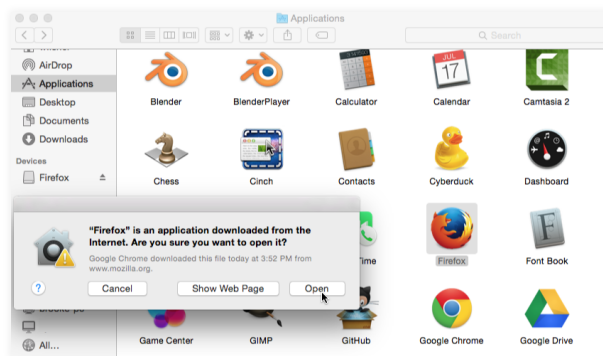 Applications
Search
AirDrop
Applications
Desktop
Documents
Downloads
Devices
Firefox
Blender
BlenderPlayer
Calculator
JUL
17
Calendar
Camtasia 2
Chess
Cinch
Contacts
Cyberduck
Dashboard
“Firefox” is an application downloaded from the
Internet. Are you sure you want to open it?
Google Chrome downloaded this file today at 3:52 PM from
www.mozilla.org.
?
Cancel
Show Web Page
Open
Time
Firefox
F
Font Book
All...
Game Center
GIMP
GitHub
Google Chrome
Google Drive